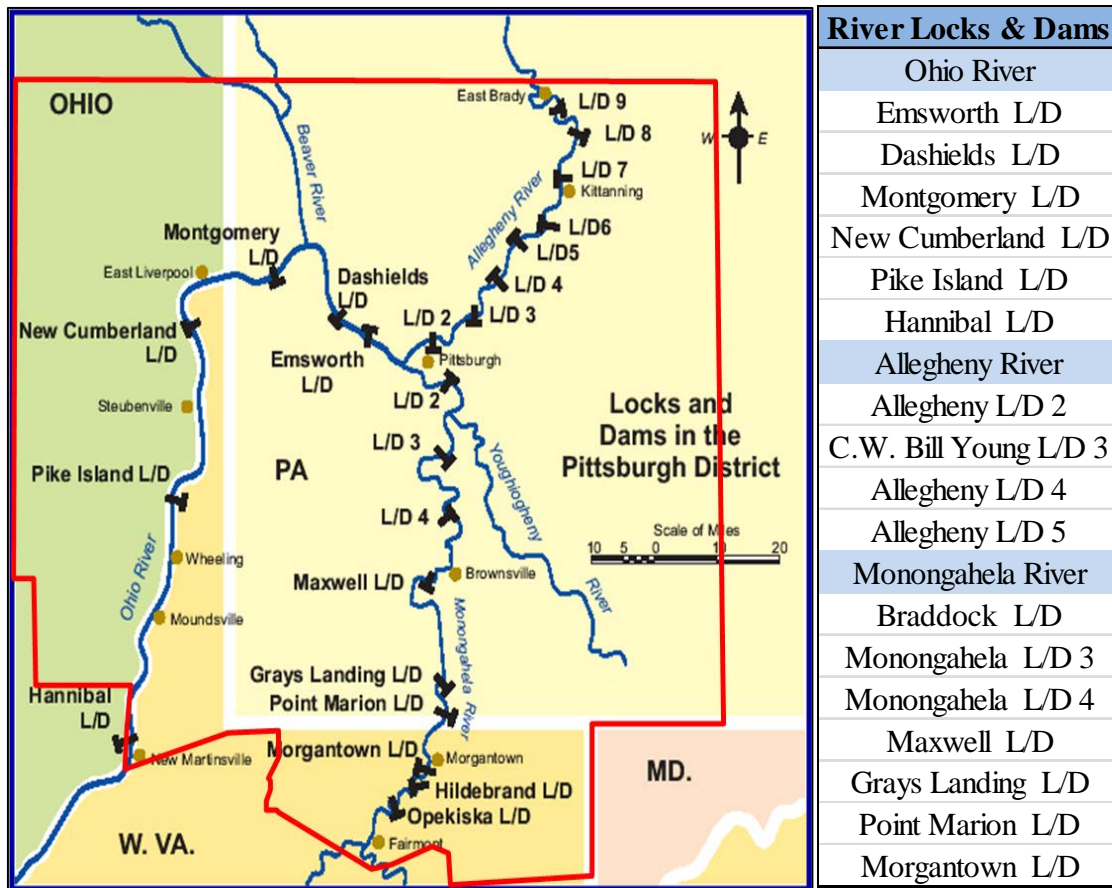 OHIO
East Brady
L/D 9
L/D 8
W E
Beaver River
L/D 7
Kittanning
Allegheny River
L/D6
L/D5
Montgomery
L/D
East Liverpool
Dashields
L/D
L/D 4
L/D 3
L/D 2
New Cumberland
L/D
Emsworth
L/D
Pittsburgh
L/D 2
Steubenville
Locks and
Dams in the
Pittsburgh District
L/D 3
Youghiogheny
River
Pike Island L/D
PA
L/D 4
Scale of Miles
10 5 0 10 20
Wheeling
Ohio River
Maxwell L/D
Brownsville
Moundsville
Monongahela
River
Grays Landing L/D
Point Marion L/D
Hannibal
L/D
New Martinsville
Morgantown L/D
Morgantown
MD.
Hildebrand L/D
Opekiska L/D
W. VA.
Fairmont
River Locks & Dams
Ohio River
Emsworth L/D
Dashields L/D
Montgomery L/D
New Cumberland L/D
Pike Island L/D
Hannibal L/D
Allegheny River
Allegheny L/D 2
C.W. Bill Young L/D 3
Allegheny L/D 4
Allegheny L/D 5
Monongahela River
Braddock L/D
Monongahela L/D 3
Monongahela L/D 4
Maxwell L/D
Grays Landing L/D
Point Marion L/D
Morgantown L/D